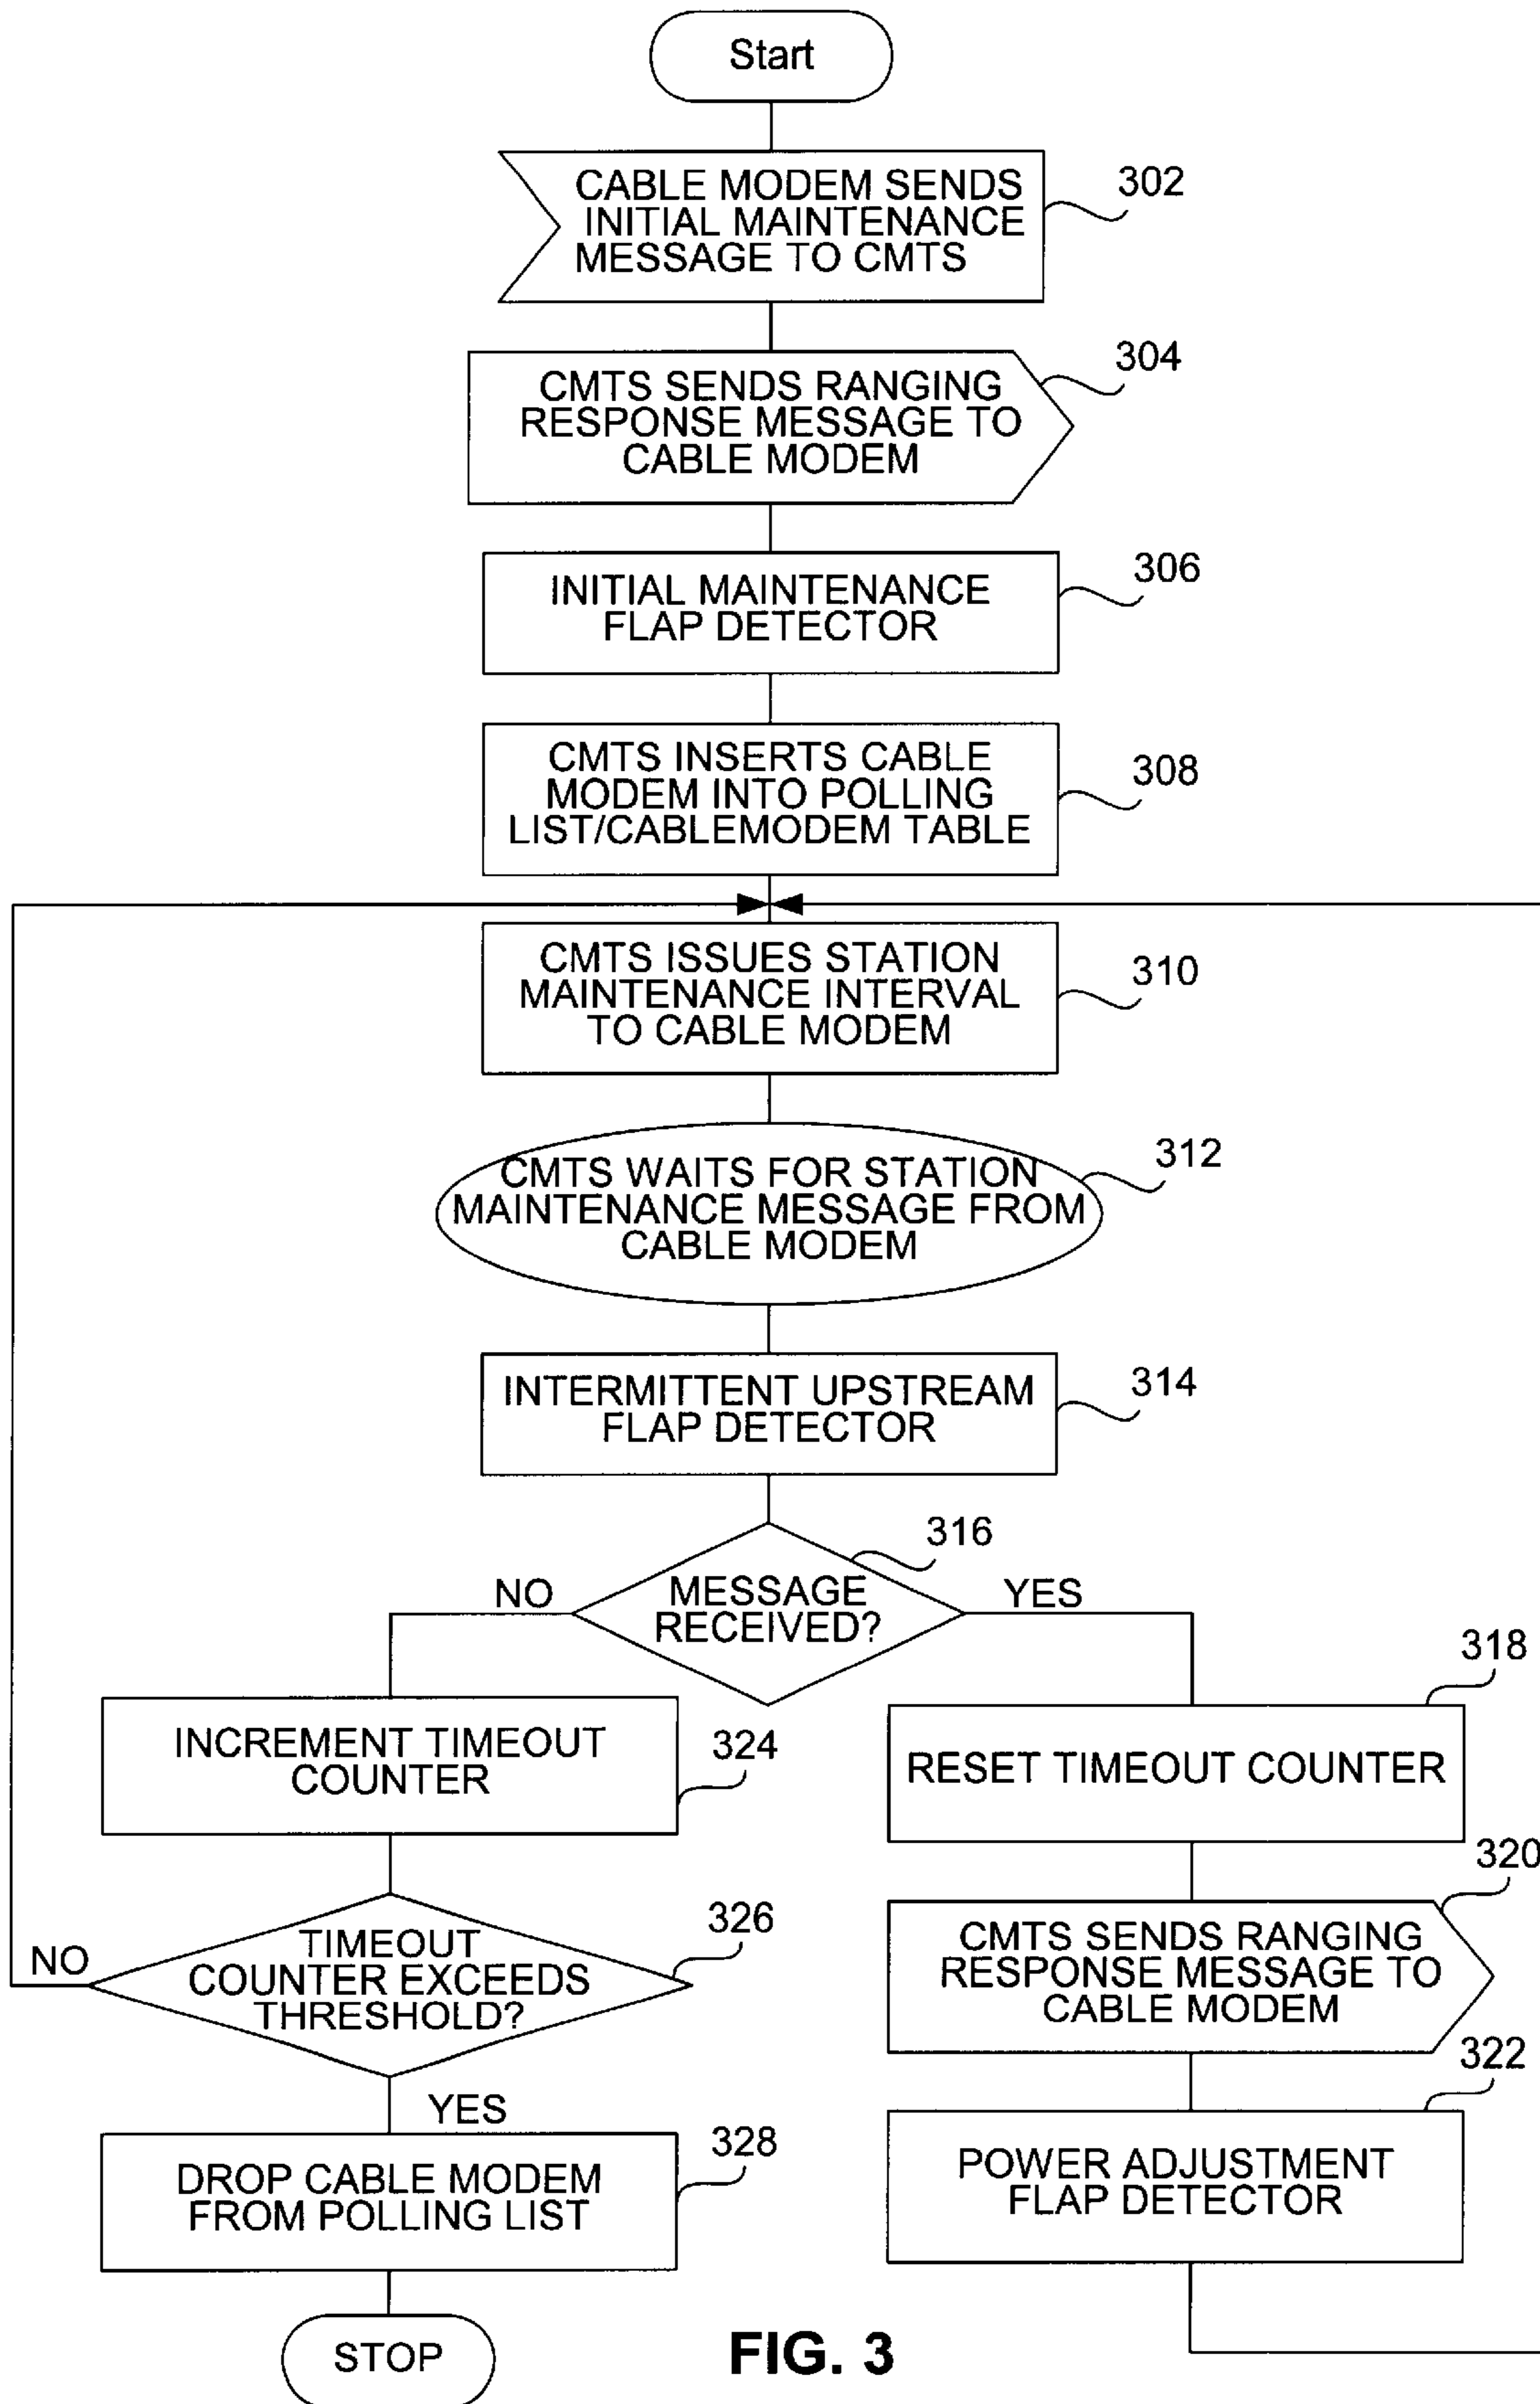 Start
CABLE MODEM SENDS
INITIAL MAINTENANCE
MESSAGE TO CMTS
302
CMTS SENDS RANGING
RESPONSE MESSAGE TO
CABLE MODEM
304
INITIAL MAINTENANCE
FLAP DETECTOR
306
CMTS INSERTS CABLE
MODEM INTO POLLING
LIST/CABLEMODEM TABLE
308
CMTS ISSUES STATION
MAINTENANCE INTERVAL
TO CABLE MODEM
310
CMTS WAITS FOR STATION
MAINTENANCE MESSAGE FROM
CABLE MODEM
312
INTERMITTENT UPSTREAM
FLAP DETECTOR
314
MESSAGE
RECEIVED?
316
NO
YES
INCREMENT TIMEOUT
COUNTER
324
RESET TIMEOUT COUNTER
318
TIMEOUT
COUNTER EXCEEDS
THRESHOLD?
326
NO
YES
CMTS SENDS RANGING
RESPONSE MESSAGE TO
CABLE MODEM
320
DROP CABLE MODEM
FROM POLLING LIST
328
POWER ADJUSTMENT
FLAP DETECTOR
322
STOP
FIG. 3